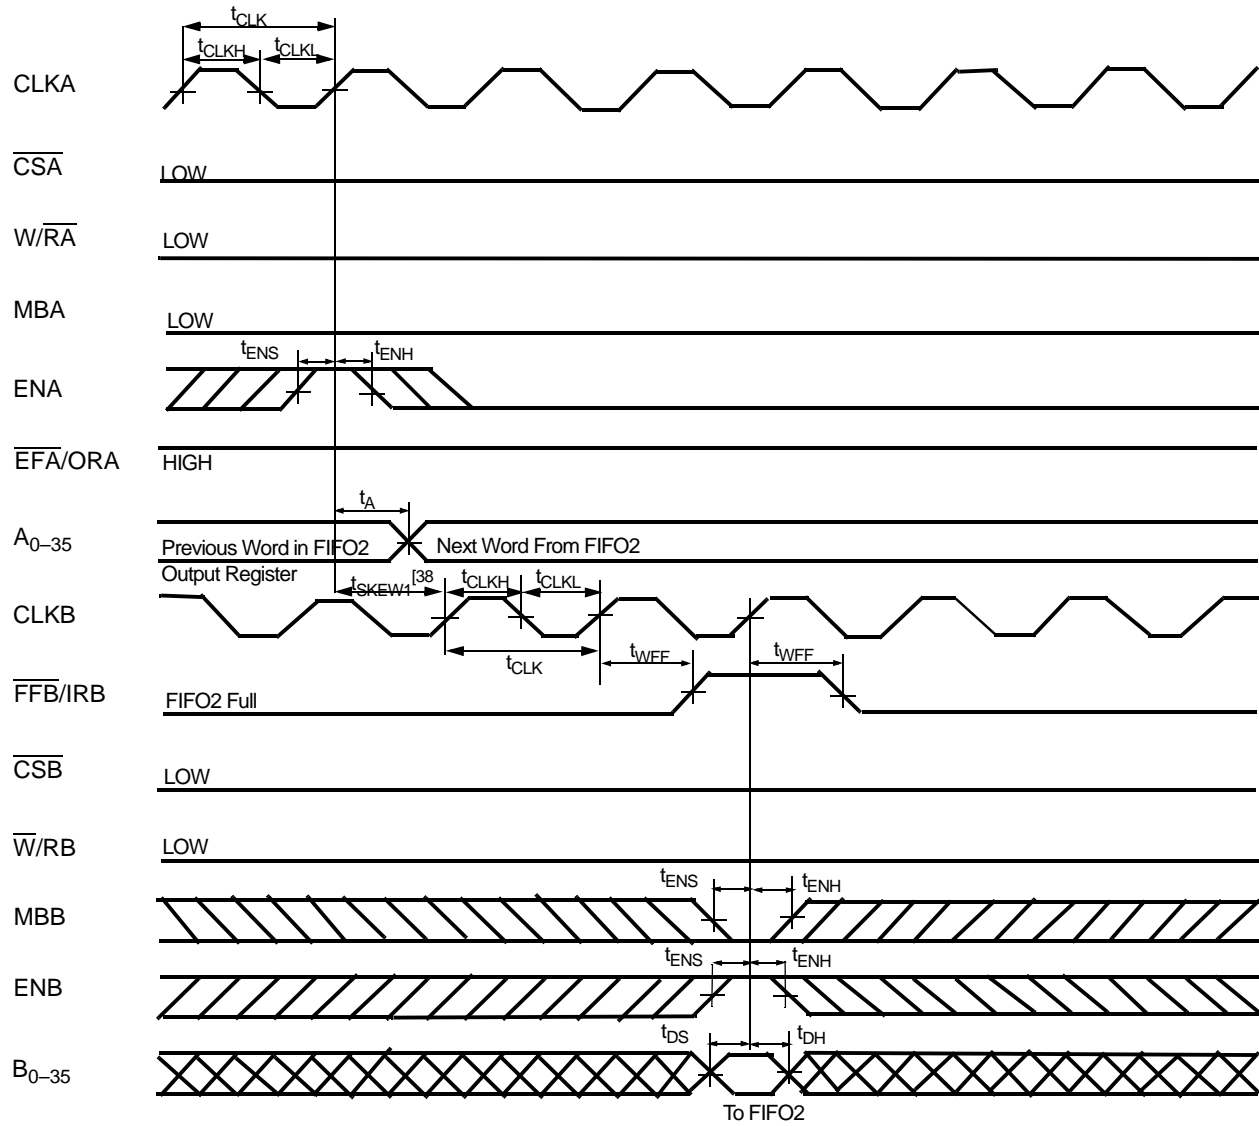 tCLK
tCLKH tCLKL
CLKA
CSA
LOW
W/RA
LOW
MBA
LOW
tENS tENH
ENA
EFA/ORA
HIGH
tA
A0–35
Previous Word in FIFO2 Next Word From FIFO2
Output Register
tSKEW1[38 tCLKH tCLKL
CLKB
tCLK tWFF tWFF
FFB/IRB
FIFO2 Full
CSB
LOW
W/RB
LOW
tENS tENH
MBB
tENS tENH
ENB
tDS tDH
B0–35
To FIFO2